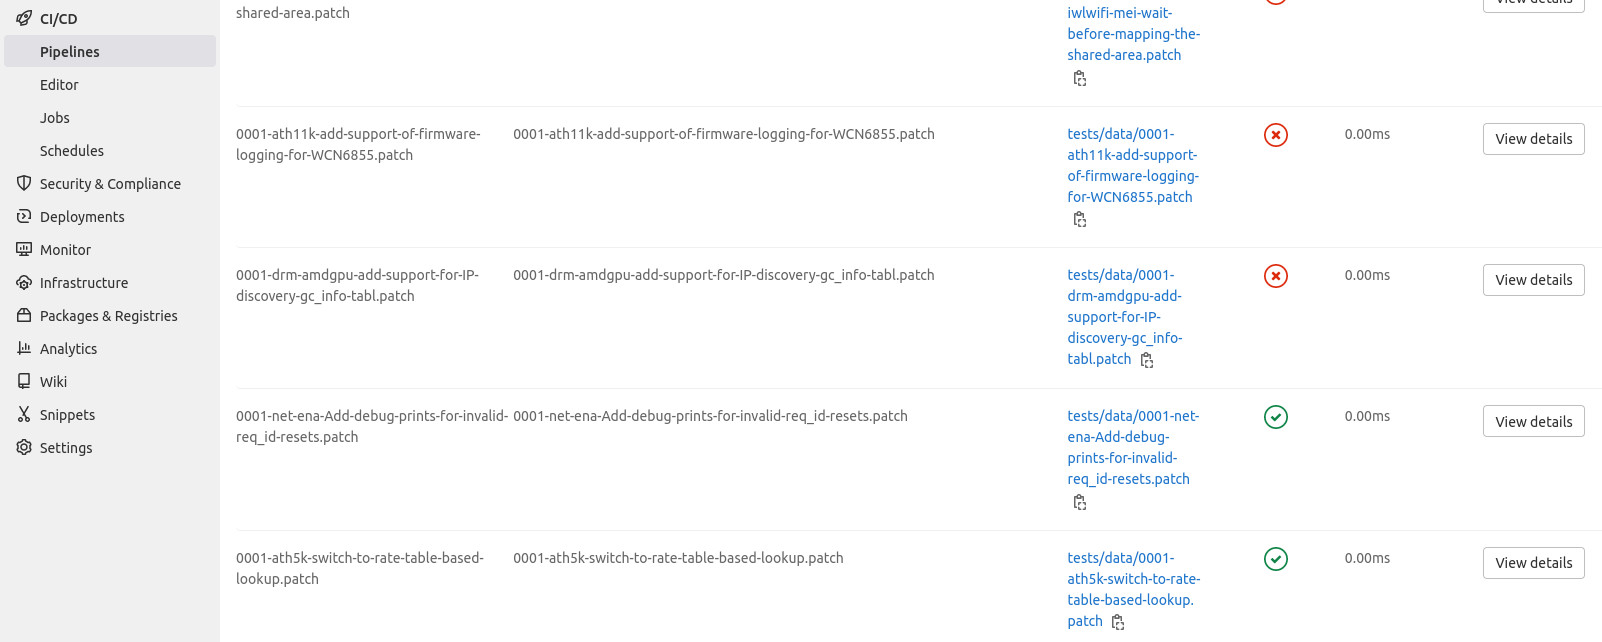 CI/CD
Pipelines
Editor
Jobs
Schedules
Security & Compliance
Deployments
Monitor
Infrastructure
Packages & Registries
Analytics
Wiki
Snippets
Settings
shared-area.patch
iwlwifi-mei-wait-
before-mapping-the-
shared-area.patch
View details
0001-ath11k-add-support-of-firmware-
logging-for-WCN6855.patch
0001-ath11k-add-support-of-firmware-logging-for-WCN6855.patch
tests/data/0001-
ath11k-add-support-
of-firmware-logging-
for-WCN6855.patch
0.00ms
View details
0001-drm-amdgpu-add-support-for-IP-
discovery-gc_info-tabl.patch
0001-drm-amdgpu-add-support-for-IP-discovery-gc_info-tabl.patch
tests/data/0001-
drm-amdgpu-add-
support-for-IP-
discovery-gc_info-
tabl.patch
0.00ms
View details
0001-net-ena-Add-debug-prints-for-invalid-
req_id-resets.patch
0001-net-ena-Add-debug-prints-for-invalid-req_id-resets.patch
tests/data/0001-net-
ena-Add-debug-
prints-for-invalid-
req_id-resets.patch
0.00ms
View details
0001-ath5k-switch-to-rate-table-based-
lookup.patch
0001-ath5k-switch-to-rate-table-based-lookup.patch
tests/data/0001-
ath5k-switch-to-rate-
table-based-lookup.
patch
0.00ms
View details